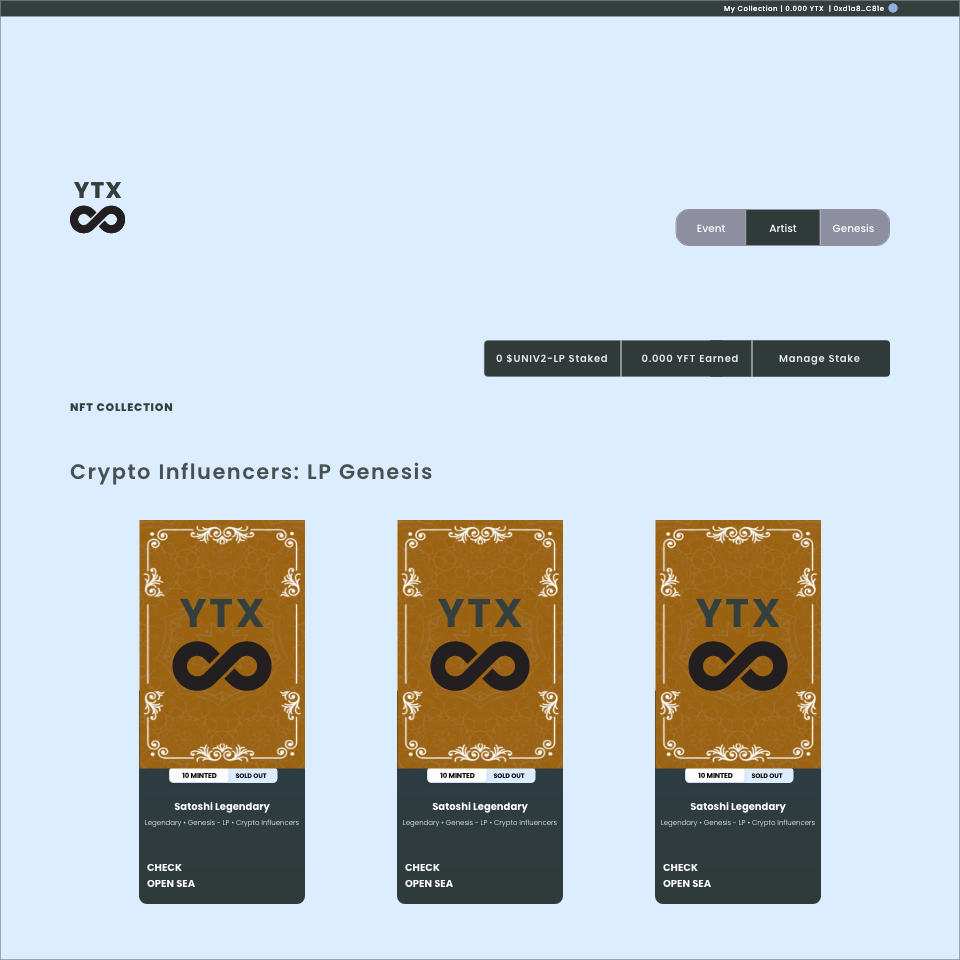 My Collection | 0.000 YTX | 0xd1a8...C81e
YTX
Event Artist Genesis
0 $UNIV2-LP Staked 0.000 YFT Earned Manage Stake
NFT COLLECTION
Crypto Influencers: LP Genesis
YTX YTX YTX
10 MINTED SOLD OUT 10 MINTED SOLD OUT 10 MINTED SOLD OUT
Satoshi Legendary Satoshi Legendary Satoshi Legendary
Legendary • Genesis - LP • Crypto Influencers Legendary • Genesis - LP • Crypto Influencers Legendary • Genesis - LP • Crypto Influencers
CHECK CHECK CHECK
OPEN SEA OPEN SEA OPEN SEA